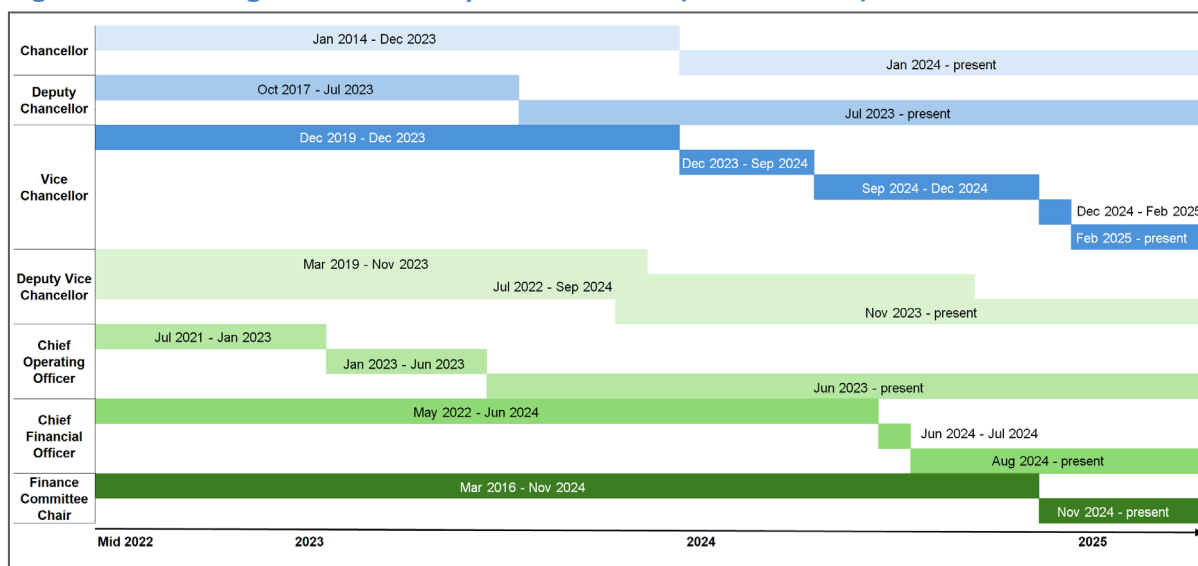 Chancellor
Jan 2014 - Dec 2023
Jan 2024 - present
Deputy
Chancellor
Oct 2017 - Jul 2023
Jul 2023 - present
Vice
Chancellor
Dec 2019 - Dec 2023
Dec 2023 - Sep 2024
Sep 2024 - Dec 2024
Dec 2024 - Feb 2025
Feb 2025 - present
Deputy Vice
Chancellor
Mar 2019 - Nov 2023
Jul 2022 - Sep 2024
Nov 2023 - present
Chief
Operating
Officer
Jul 2021 - Jan 2023
Jan 2023 - Jun 2023
Jun 2023 - present
Chief
Financial
Officer
May 2022 - Jun 2024
Jun 2024 - Jul 2024
Aug 2024 - present
Finance
Committee
Chair
Mar 2016 - Nov 2024
Nov 2024 - present
Mid 2022 2023 2024 2025